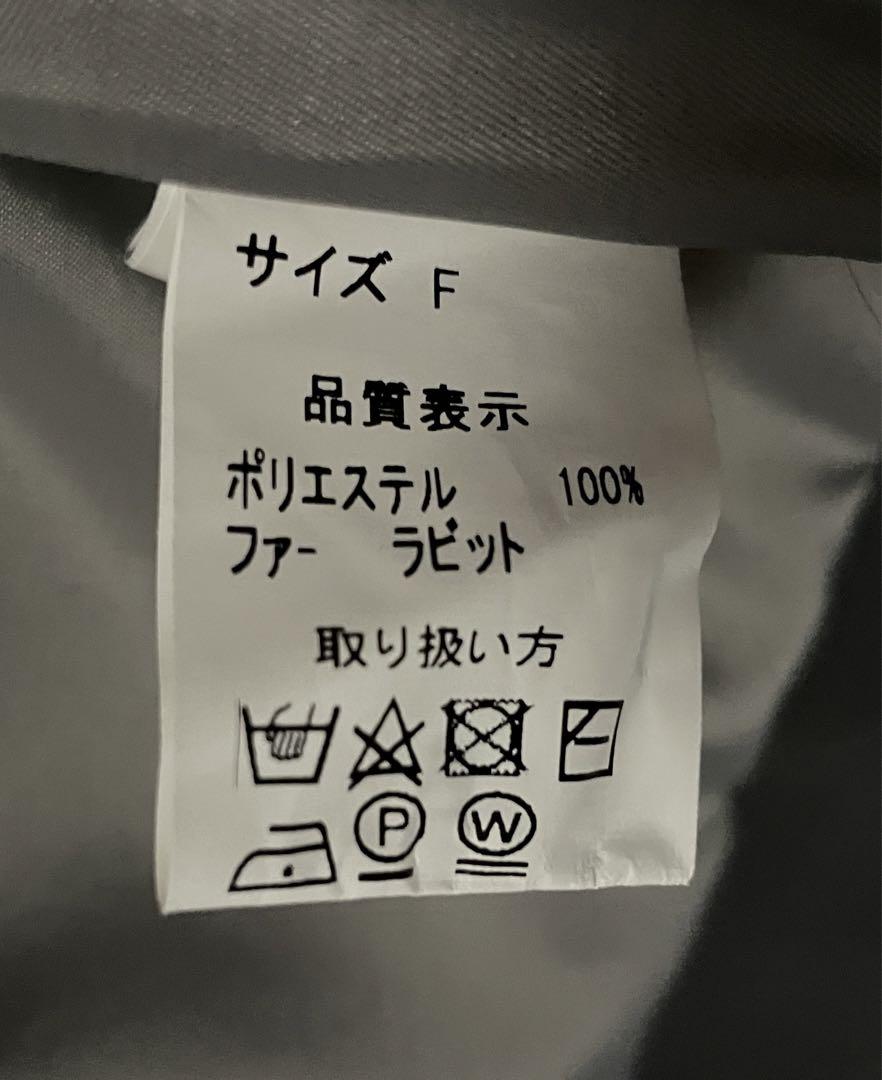 サイズ F
品質表示
ポリエステル 100%
ファー ラビット
取り扱い方
P W